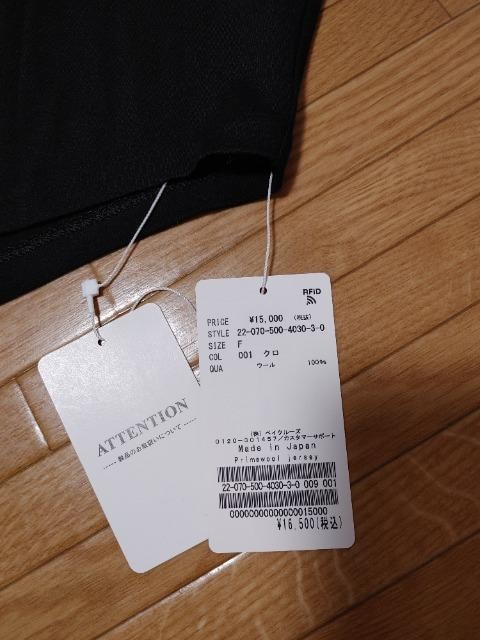 RFID
PRICE ¥15,000 (税抜)
STYLE 22-070-500-4030-3-0
SIZE F
COL 001 クロ
QUA ウール 100%
(株) ベイクルーズ
0120-301457/カスタマーサポート
Made in Japan
Primewool jersey
22-070-500-4030-3-0 009 001
0000000000000015000
¥16,500(税込)
ATTENTION
----- 製品のお取扱いについて -----